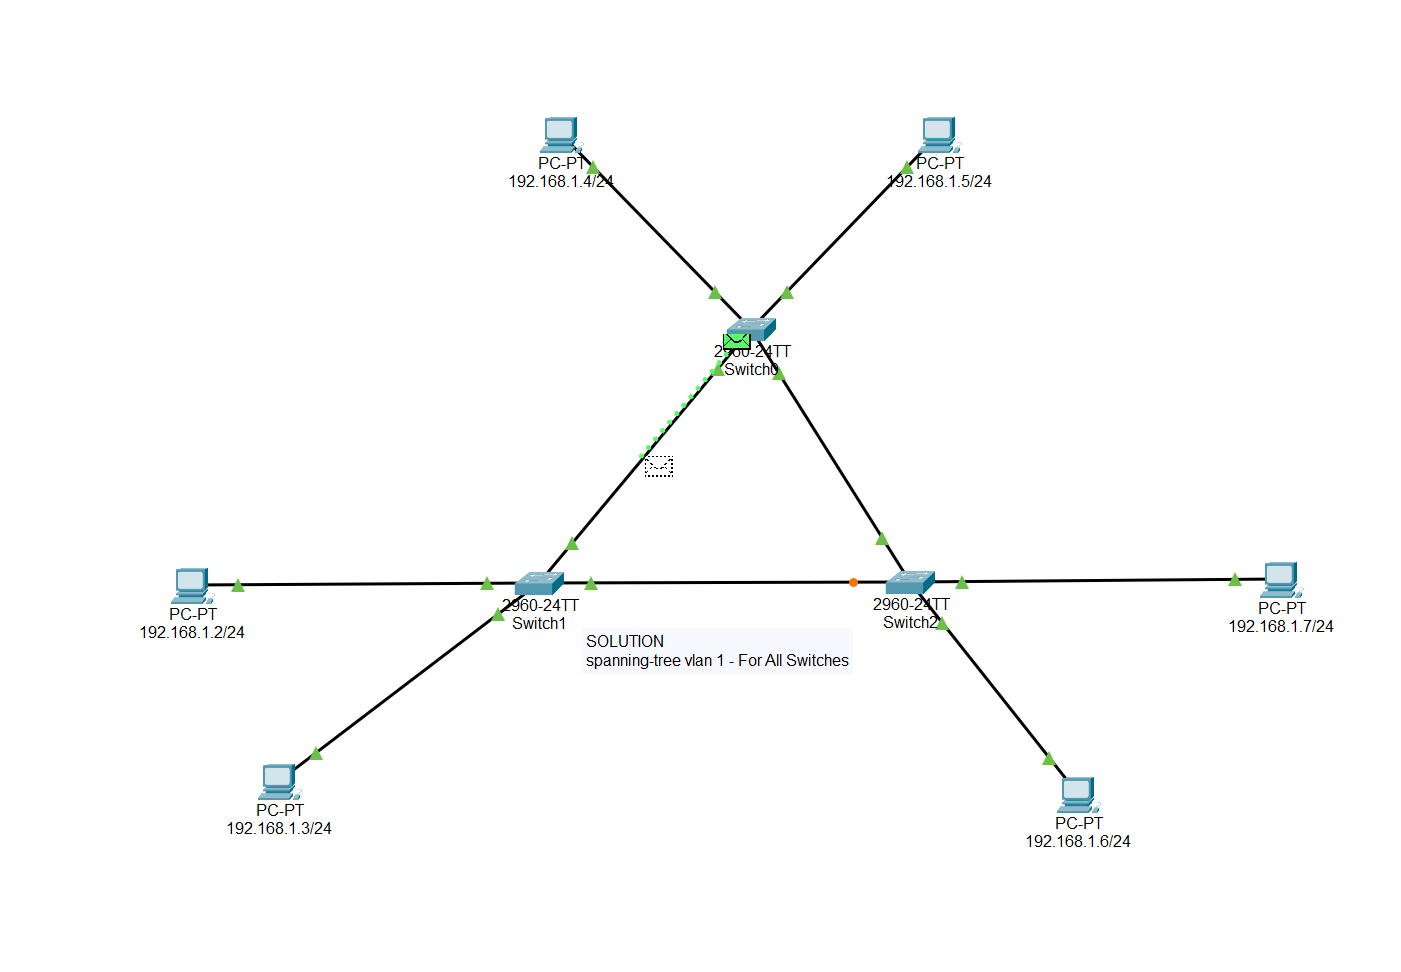 PC-PT
192.168.1.4/24
PC-PT
192.168.1.5/24
2960-24TT
Switch0
PC-PT
192.168.1.2/24
2960-24TT
Switch1
2960-24TT
Switch2
PC-PT
192.168.1.7/24
SOLUTION
spanning-tree vlan 1 - For All Switches
PC-PT
192.168.1.3/24
PC-PT
192.168.1.6/24